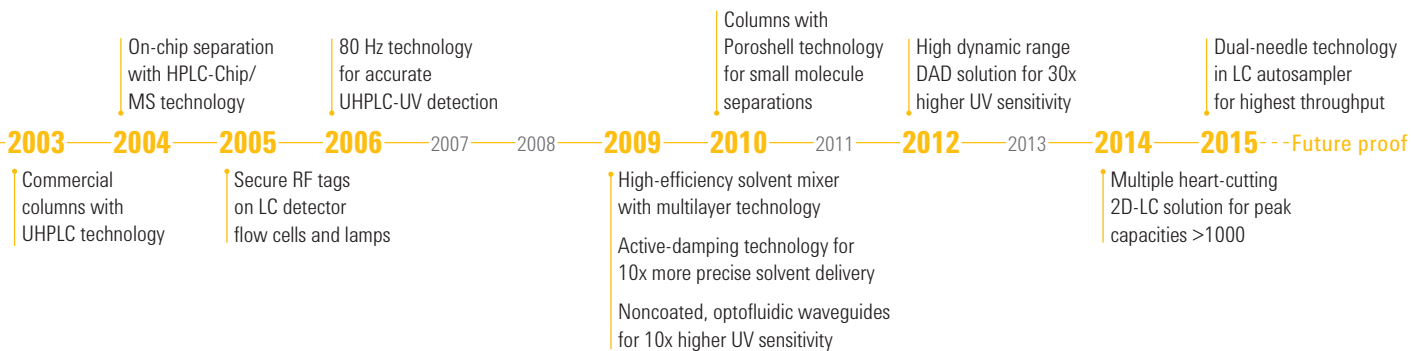 On-chip separation
with HPLC-Chip/
MS technology
80 Hz technology
for accurate
UHPLC-UV detection
Columns with
Poroshell technology
for small molecule
separations
High dynamic range
DAD solution for 30x
higher UV sensitivity
Dual-needle technology
in LC autosampler
for highest throughput
2003 2004 2005 2006 2007 2008 2009 2010 2011 2012 2013 2014 2015 Future proof
Commercial
columns with
UHPLC technology
Secure RF tags
on LC detector
flow cells and lamps
High-efficiency solvent mixer
with multilayer technology
Active-damping technology for
10x more precise solvent delivery
Noncoated, optofluidic waveguides
for 10x higher UV sensitivity
Multiple heart-cutting
2D-LC solution for peak
capacities >1000